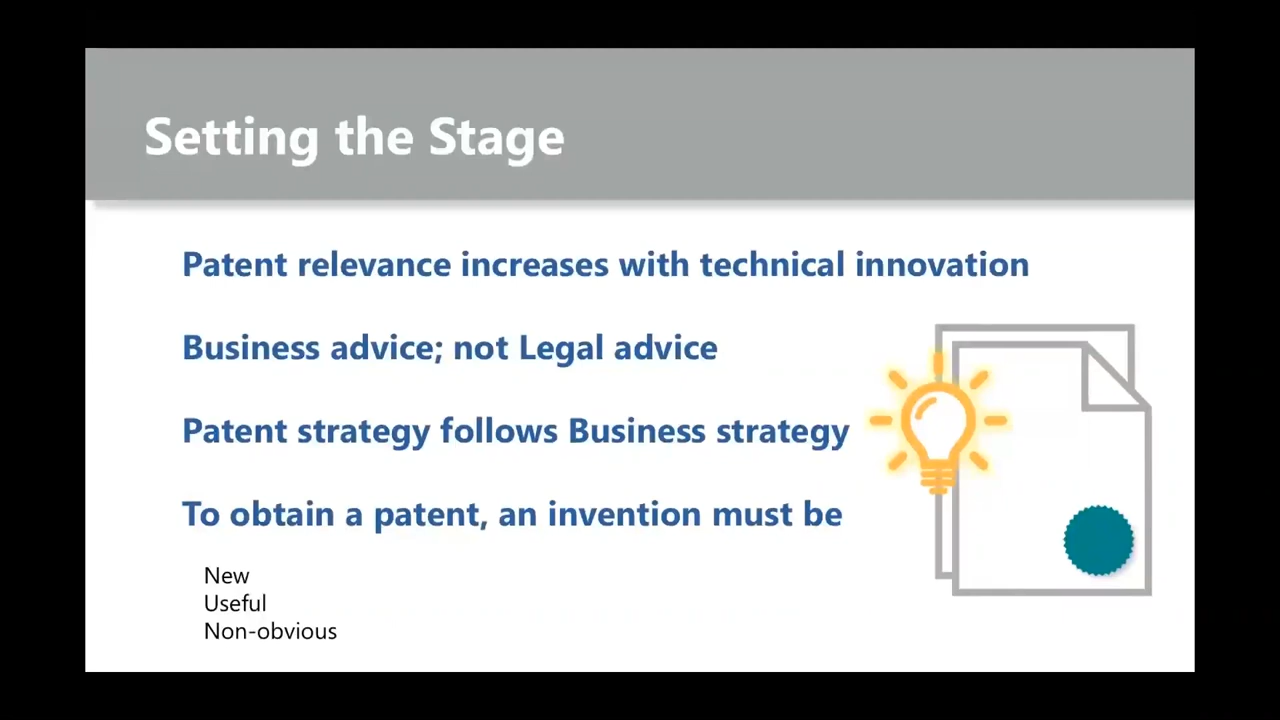 Setting the Stage
Patent relevance increases with technical innovation
Business advice; not Legal advice
Patent strategy follows Business strategy
To obtain a patent, an invention must be
New
Useful
Non-obvious